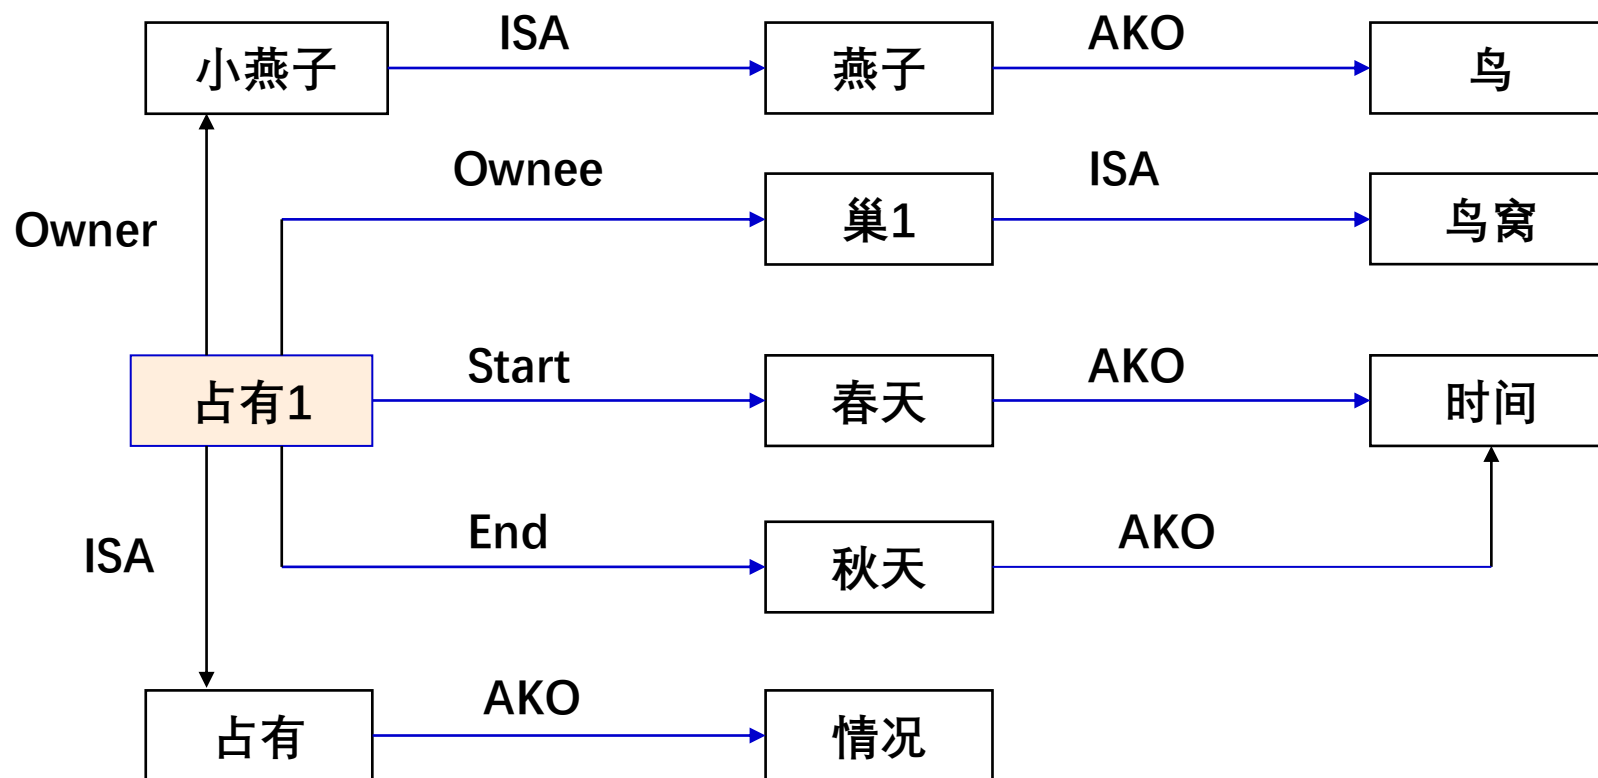 ISA
AKO
小燕子
燕子
鸟
Ownee
ISA
巢1
鸟窝
Owner
Start
AKO
占有1
春天
时间
End
AKO
ISA
秋天
AKO
占有
情况